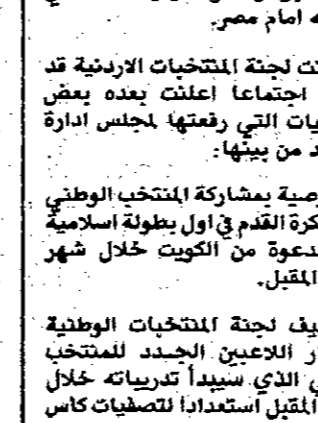 ه امام مصر.
ت لجنة المنتخبات الاردنية قد
اجتماعا اعلنت بعده بعض
يات التي رفعتها لمجلس ادارة
د من بينها:
صية بمشاركة المنتخب الوطني
كرة القدم في اول بطولة اسلامية
دعوة من الكويت خلال شهر
المقبل.
يف لجنة المنتخبات الوطنية
ر اللاعبين الجدد للمنتخب
ي الذي سيبدأ تدريباته خلال
المقبل استعدادا لتصفيات كاس